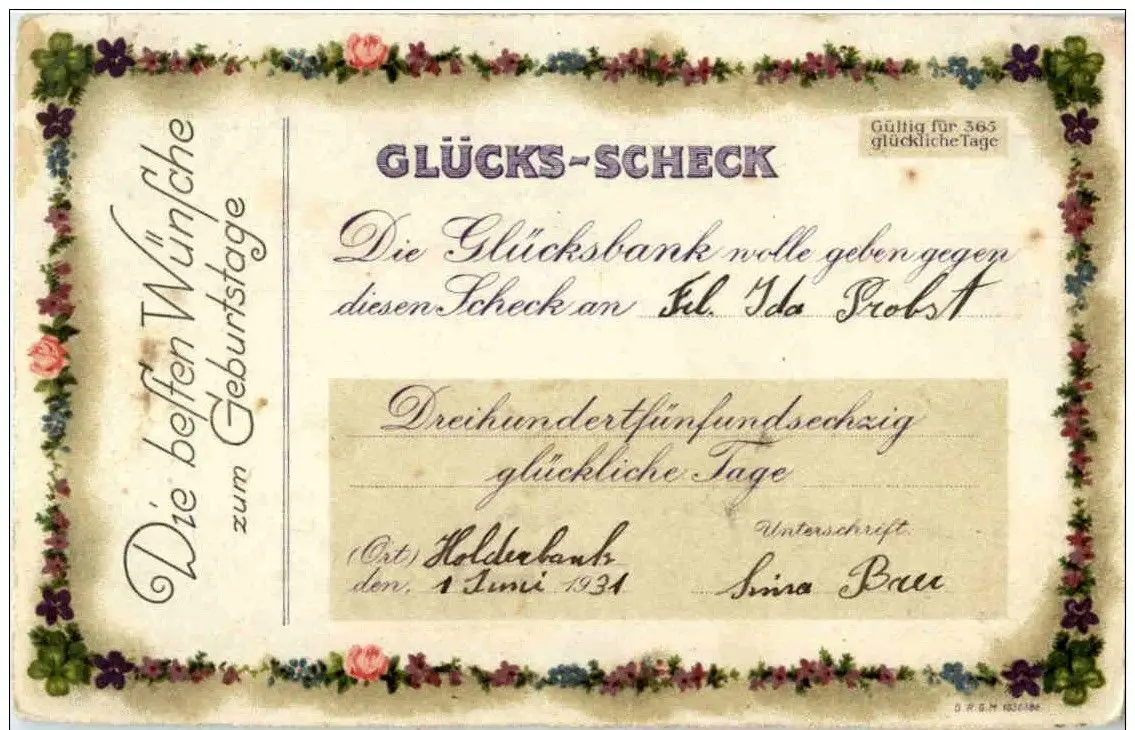 Die besten Wünsche
zum Geburtstage
GLÜCKS-SCHECK
Gültig für 365
glückliche Tage
Die Glücksbank wolle geben gegen
diesen Scheck an Frl. Ida Probst
Dreihundertfünfundsechzig
glückliche Tage
Unterschrift.
(Ort) Holderbank
den. 1 Juni 1931 Bau
D.R.G.M